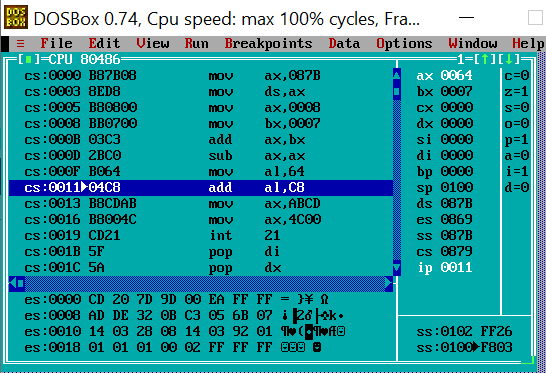 DOS
BOX
DOSBox 0.74, Cpu speed: max 100% cycles, Fra...
≡ File Edit View Run Breakpoints Data Options Window Help
[■]=CPU 80486 1=[↑][↓]
cs:0000 BB7B08 mov ax,087B ax 0064 c=0
cs:0003 8ED8 mov ds,ax bx 0007 z=1
cs:0005 B80800 mov ax,0008 cx 0000 s=0
cs:0008 BB0700 mov bx,0007 dx 0000 o=0
cs:000B 03C3 add ax,bx si 0000 p=1
cs:000D 2BC0 sub ax,ax di 0000 a=0
cs:000F B064 mov al,64 bp 0000 i=1
cs:0011►04C8 add al,C8 sp 0100 d=0
cs:0013 B8CDAB mov ax,ABCD ds 087B
cs:0016 B8004C mov ax,4C00 es 0869
cs:0019 CD21 int 21 ss 087B
cs:001B 5F pop di cs 0879
cs:001C 5A pop dx ip 0011
es:0000 CD 20 7D 9D 00 EA FF FF = }¥ Ω
es:0008 AD DE 32 0B C3 05 6B 07
es:0010 14 03 28 08 14 03 92 01 ss:0102 FF26
es:0018 01 01 01 00 02 FF FF FF ☺☺☺ ☻ ss:0100►F803